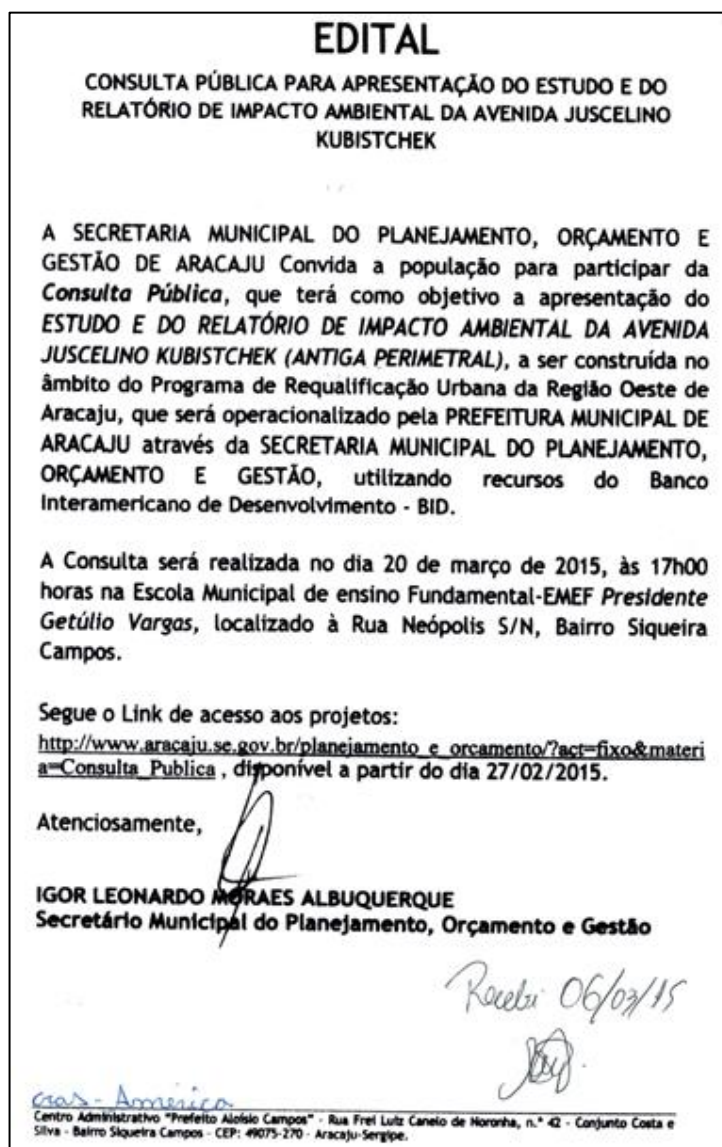 EDITAL
CONSULTA PÚBLICA PARA APRESENTAÇÃO DO ESTUDO E DO
RELATÓRIO DE IMPACTO AMBIENTAL DA AVENIDA JUSCELINO
KUBISTCHEK
A SECRETARIA MUNICIPAL DO PLANEJAMENTO, ORÇAMENTO E
GESTÃO DE ARACAJU Convida a população para participar da
Consulta Pública, que terá como objetivo a apresentação do
ESTUDO E DO RELATÓRIO DE IMPACTO AMBIENTAL DA AVENIDA
JUSCELINO KUBISTCHEK (ANTIGA PERIMETRAL), a ser construída no
âmbito do Programa de Requalificação Urbana da Região Oeste de
Aracaju, que será operacionalizado pela PREFEITURA MUNICIPAL DE
ARACAJU através da SECRETARIA MUNICIPAL DO PLANEJAMENTO,
ORÇAMENTO E GESTÃO, utilizando recursos do Banco
Interamericano de Desenvolvimento - BID.
A Consulta será realizada no dia 20 de março de 2015, às 17h00
horas na Escola Municipal de ensino Fundamental-EMEF Presidente
Getúlio Vargas, localizado à Rua Neópolis S/N, Bairro Siqueira
Campos.
Segue o Link de acesso aos projetos:
http://www.aracaju.se.gov.br/planejamento_e_orcamento/?act=fixo&materi
a=Consulta_Publica , disponível a partir do dia 27/02/2015.
Atenciosamente,
IGOR LEONARDO MORAES ALBUQUERQUE
Secretário Municipal do Planejamento, Orçamento e Gestão
Recebi 06/03/15
cras - América
Centro Administrativo "Prefeito Aloísio Campos" - Rua Frei Luiz Canelo de Noronha, n.° 42 - Conjunto Costa e
Silva - Bairro Siqueira Campos - CEP: 49075-270 - Aracaju-Sergipe.